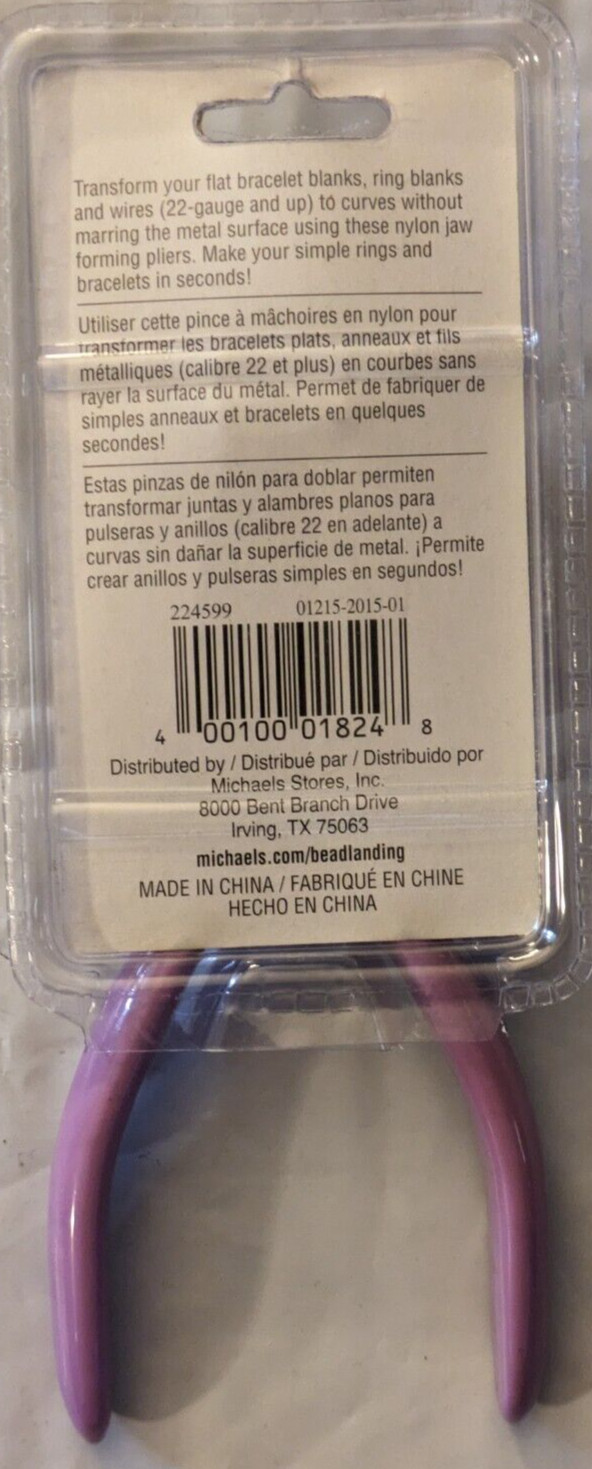 Transform your flat bracelet blanks, ring blanks
and wires (22-gauge and up) to curves without
marring the metal surface using these nylon jaw
forming pliers. Make your simple rings and
bracelets in seconds!
Utiliser cette pince à mâchoires en nylon pour
transformer les bracelets plats, anneaux et fils
métalliques (calibre 22 et plus) en courbes sans
rayer la surface du métal. Permet de fabriquer de
simples anneaux et bracelets en quelques
secondes!
Estas pinzas de nilón para doblar permiten
transformar juntas y alambres planos para
pulseras y anillos (calibre 22 en adelante) a
curvas sin dañar la superficie de metal. ¡Permite
crear anillos y pulseras simples en segundos!
224599 01215-2015-01
4 00100 01824 8
Distributed by / Distribué par / Distribuido por
Michaels Stores, Inc.
8000 Bent Branch Drive
Irving, TX 75063
michaels.com/beadlanding
MADE IN CHINA / FABRIQUÉ EN CHINE
HECHO EN CHINA